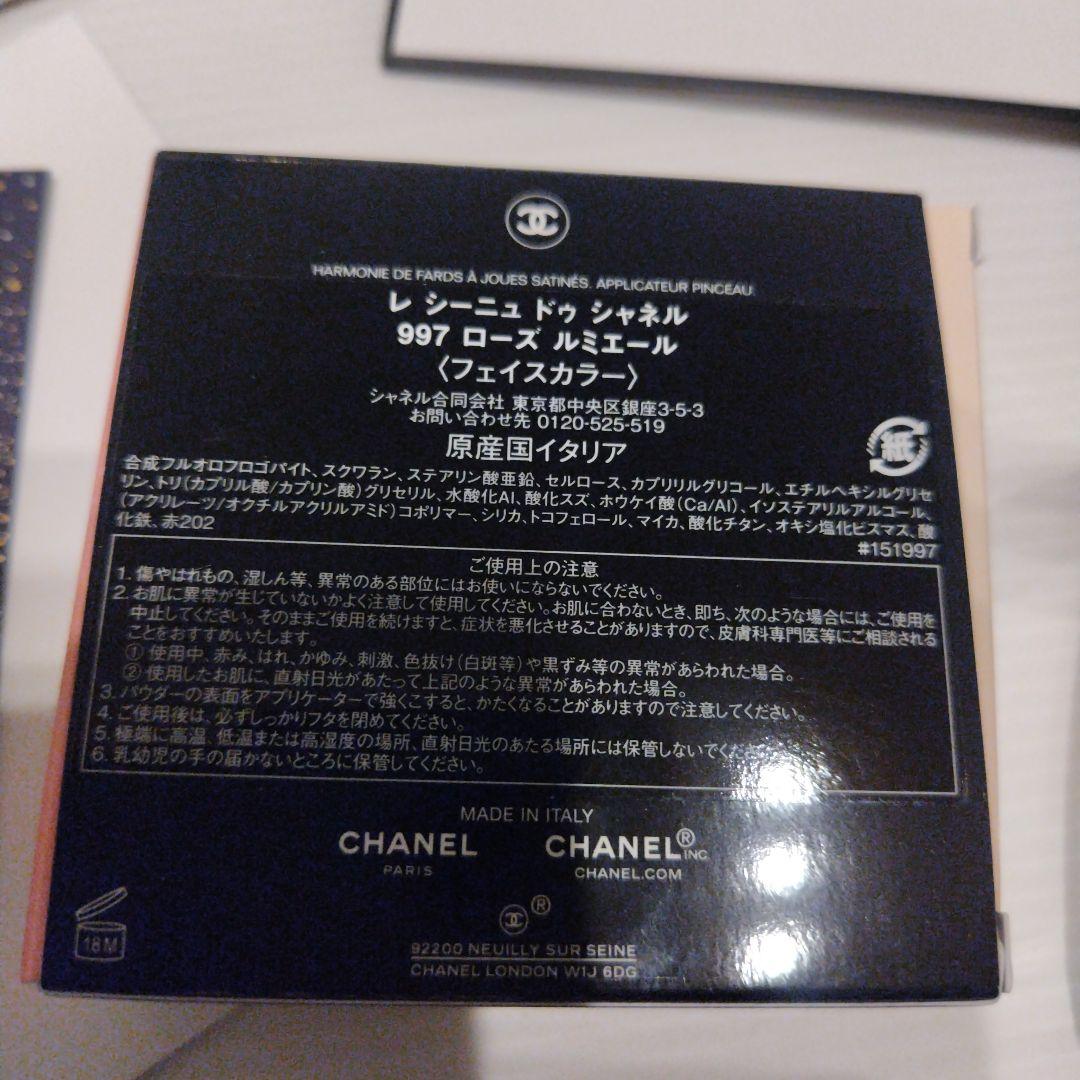 HARMONIE DE FARDS À JOUES SATINÉS. APPLICATEUR PINCEAU
レ シーニュ ドゥ シャネル
997 ローズ ルミエール
〈フェイスカラー〉
シャネル合同会社 東京都中央区銀座3-5-3
お問い合わせ先 0120-525-519
原産国イタリア
紙
合成フルオロフロゴパイト、スクワラン、ステアリン酸亜鉛、セルロース、カプリリルグリコール、エチルヘキシルグリセ
リン、トリ(カプリル酸/カプリン酸)グリセリル、水酸化Al、酸化スズ、ホウケイ酸(Ca/Al)、イソステアリルアルコール、
(アクリレーツ/オクチルアクリルアミド)コポリマー、シリカ、トコフェロール、マイカ、酸化チタン、オキシ塩化ビスマス、酸
化鉄、赤202
#151997
ご使用上の注意
1. 傷やはれもの、湿しん等、異常のある部位にはお使いにならないでください。
2. お肌に異常が生じていないかよく注意して使用してください。お肌に合わないとき、即ち、次のような場合には、ご使用を
中止してください。そのままご使用を続けますと、症状を悪化させることがありますので、皮膚科専門医等にご相談される
ことをおすすめいたします。
① 使用中、赤み、はれ、かゆみ、刺激、色抜け(白斑等)や黒ずみ等の異常があらわれた場合。
② 使用したお肌に、直射日光があたって上記のような異常があらわれた場合。
3. パウダーの表面をアプリケーターで強くこすると、かたくなることがありますので注意してください。
4. ご使用後は、必ずしっかりフタを閉めてください。
5. 極端に高温、低温または高湿度の場所、直射日光のあたる場所には保管しないでください。
6. 乳幼児の手の届かないところに保管してください。
MADE IN ITALY
CHANEL CHANEL®
INC
PARIS CHANEL.COM
®
18M
92200 NEUILLY SUR SEINE
CHANEL LONDON W1J 6DG